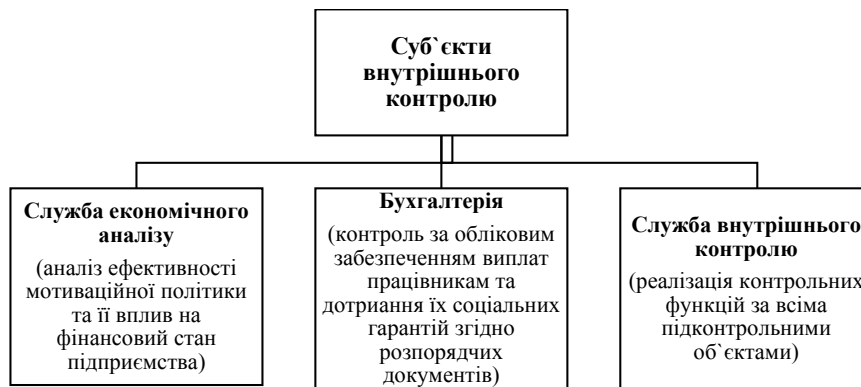 Суб`єкти
внутрішнього
контролю
Служба економічного
аналізу
(аналіз ефективності
мотиваційної політики
та її вплив на
фінансовий стан
підприємства)
Бухгалтерія
(контроль за обліковим
забезпеченням виплат
працівникам та
дотриання їх соціальних
гарантій згідно
розпорядчих
документів)
Служба внутрішнього
контролю
(реалізація контрольних
функцій за всіма
підконтрольними
об`єктами)